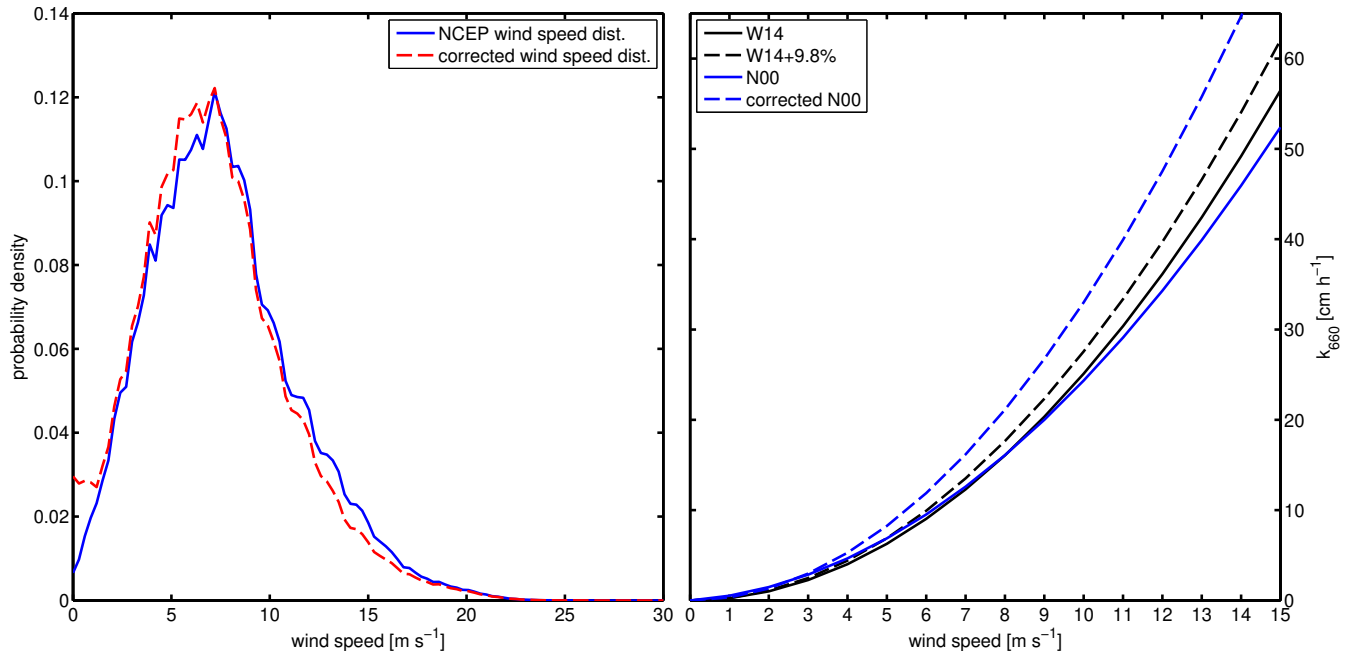 NCEP wind speed dist.
corrected wind speed dist.
0.14
0.12
0.1
0.08
0.06
0.04
0.02
0
probability density
0 5 10 15 20 25 30
wind speed [m s⁻¹]
W14
W14+9.8%
N00
corrected N00
60
50
40
30
20
10
0
k₆₆₀ [cm h⁻¹]
0 1 2 3 4 5 6 7 8 9 10 11 12 13 14 15
wind speed [m s⁻¹]